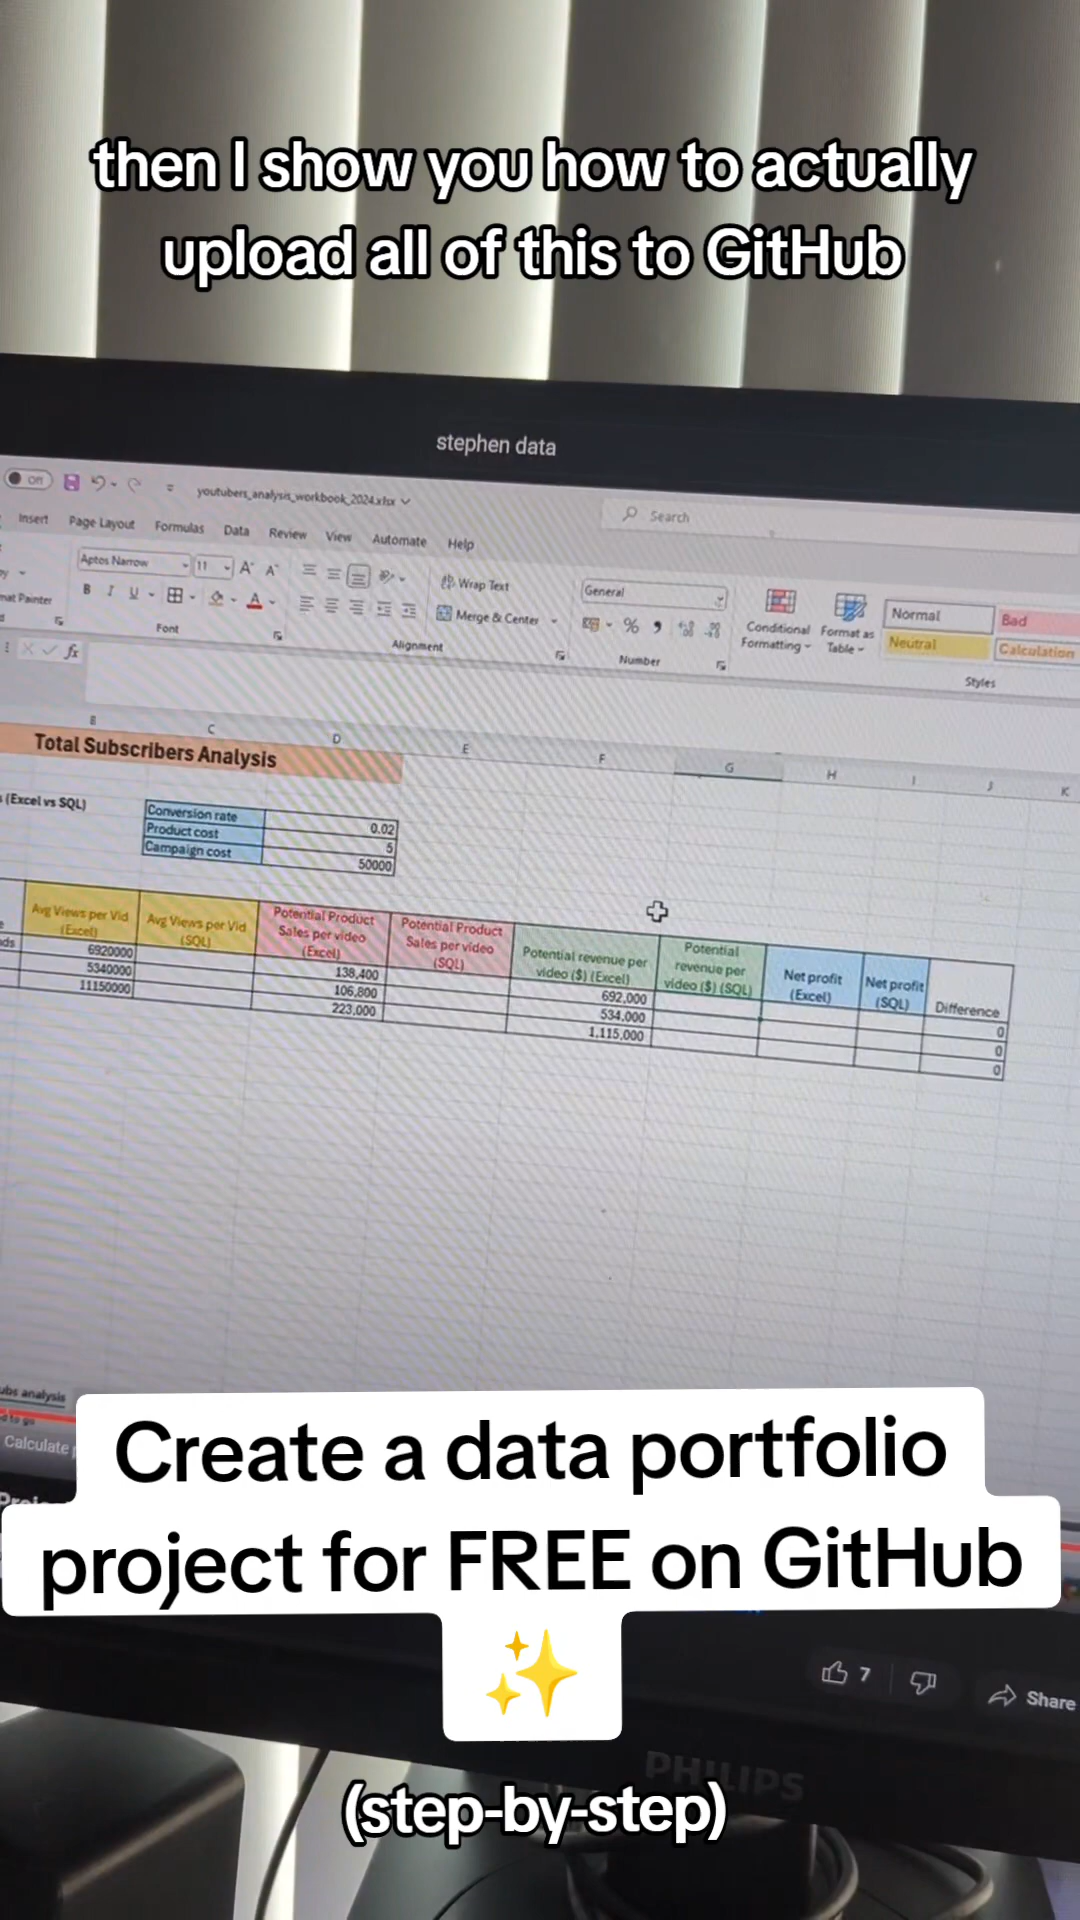 then I show you how to actually
upload all of this to GitHub
stephen data
Off
youtubers_analysis_workbook_2024.xlsx
Search
Insert Page Layout Formulas Data Review View Automate Help
Aptos Narrow 11
Wrap Text
General
Merge & Center
B I U
Conditional
Formatting
Format as
Table
Normal
Bad
Neutral
Calculation
mat Painter
Font
Alignment
Number
Styles
fx
B C D E F G H I J K
Total Subscribers Analysis
(Excel vs SQL)
Conversion rate 0.02
Product cost 5
Campaign cost 50000
Avg Views per Vid
(Excel)
Avg Views per Vid
(SQL)
Potential Product
Sales per video
(Excel)
Potential Product
Sales per video
(SQL)
Potential revenue per
video ($) (Excel)
Potential
revenue per
video ($) (SQL)
Net profit
(Excel)
Net profit
(SQL)
Difference
6920000 138,400 692,000 0
5340000 106,800 534,000 0
11150000 223,000 1,115,000 0
ubs analysis
Calculate
Create a data portfolio
project for FREE on GitHub
7
Share
PHILIPS
(step-by-step)